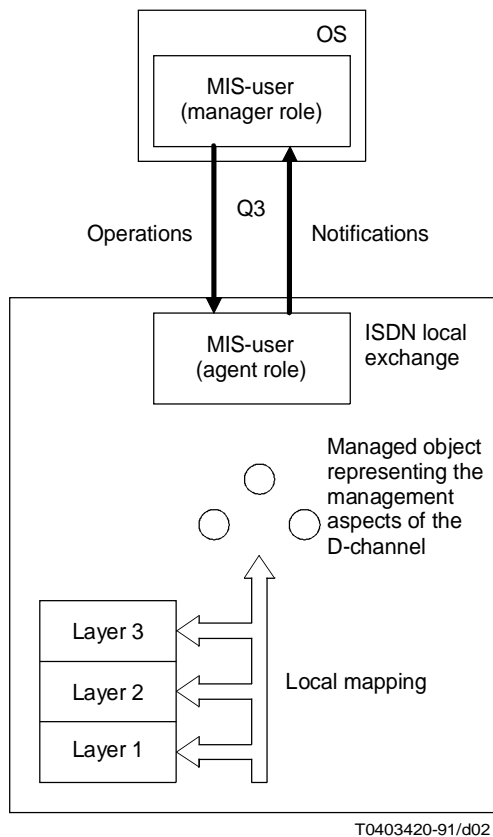 OS
MIS-user
(manager role)
Q3
Operations
Notifications
MIS-user
(agent role)
ISDN local
exchange
Managed object
representing the
management
aspects of the
D-channel
Layer 3
Layer 2
Local mapping
Layer 1
T0403420-91/d02